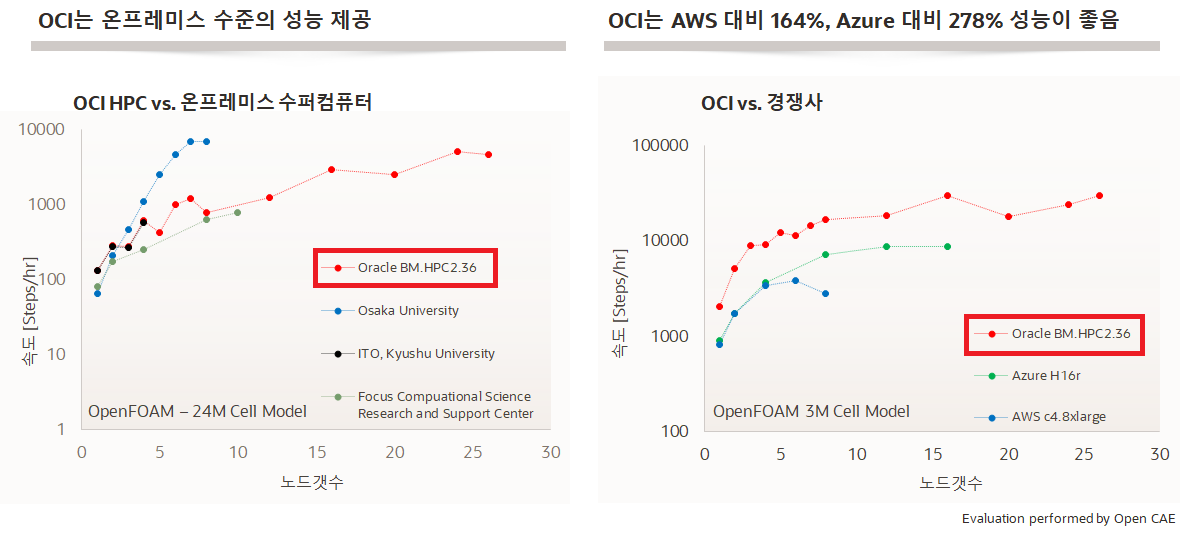 OCI는 온프레미스 수준의 성능 제공
OCI HPC vs. 온프레미스 수퍼컴퓨터
10000
1000
100
10
1
속도 [Steps/hr]
Oracle BM.HPC2.36
Osaka University
ITO, Kyushu University
Focus Compuational Science
Research and Support Center
OpenFOAM – 24M Cell Model
0 5 10 15 20 25 30
노드갯수
OCI는 AWS 대비 164%, Azure 대비 278% 성능이 좋음
OCI vs. 경쟁사
100000
10000
1000
100
속도 [Steps/hr]
Oracle BM.HPC2.36
Azure H16r
AWS c4.8xlarge
OpenFOAM 3M Cell Model
0 5 10 15 20 25 30
노드갯수
Evaluation performed by Open CAE